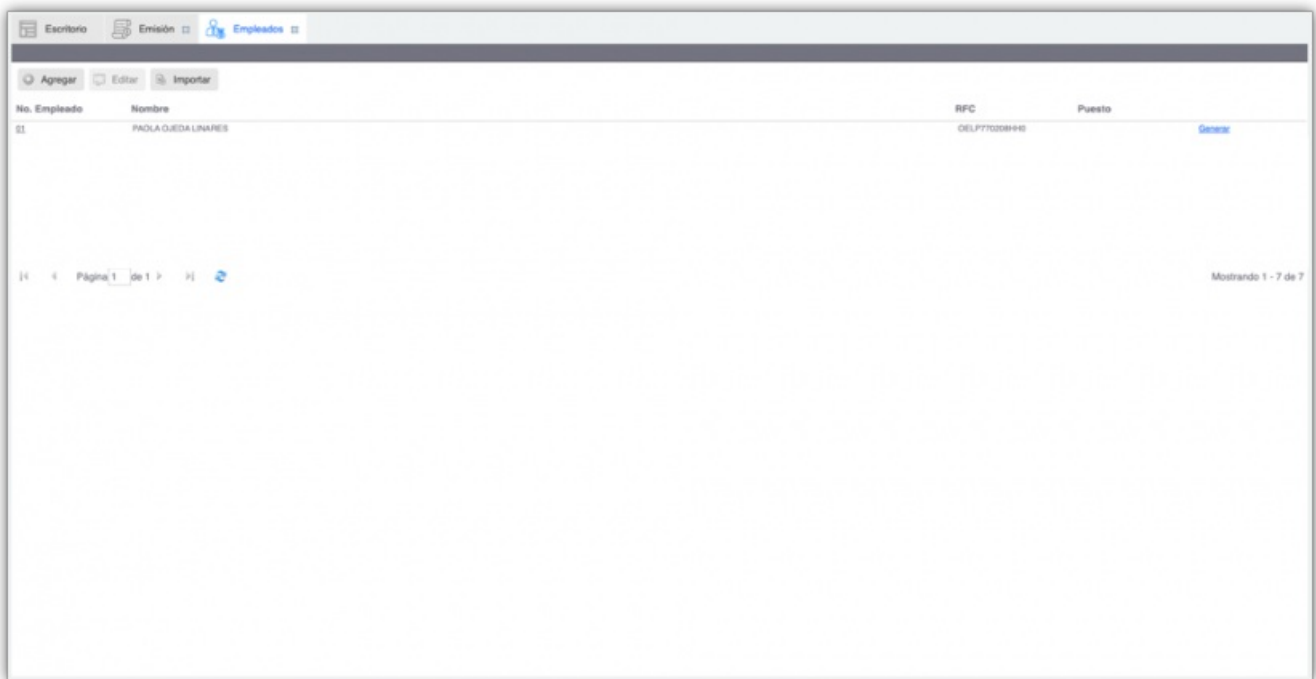 Escritorio Emisión Empleados
Agregar Editar Importar
No. Empleado Nombre RFC Puesto
01 PAOLA OJEDA LINARES OELP770208HH0 Generar
Página 1 de 1 Mostrando 1 - 7 de 7